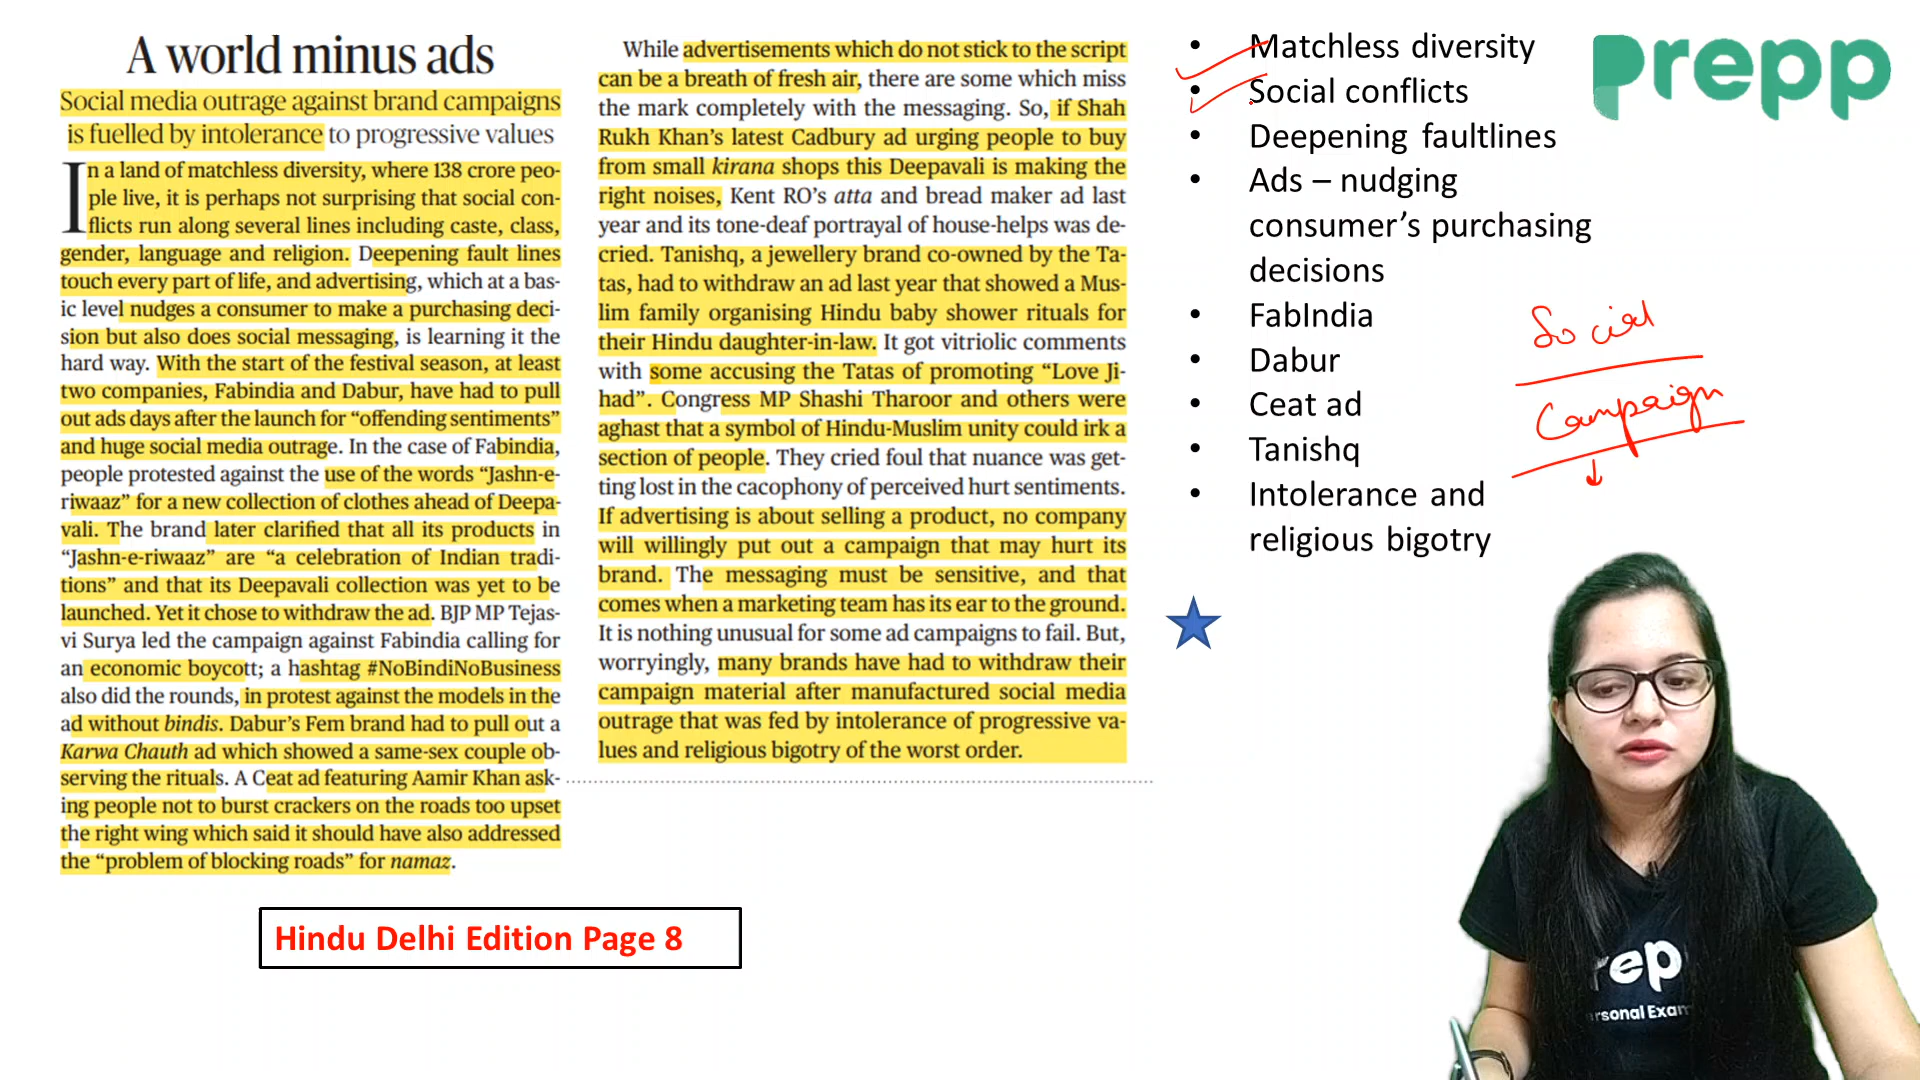 A world minus ads
Social media outrage against brand campaigns
is fuelled by intolerance to progressive values
In a land of matchless diversity, where 138 crore peo-
ple live, it is perhaps not surprising that social con-
flicts run along several lines including caste, class,
gender, language and religion. Deepening fault lines
touch every part of life, and advertising, which at a bas-
ic level nudges a consumer to make a purchasing deci-
sion but also does social messaging, is learning it the
hard way. With the start of the festival season, at least
two companies, Fabindia and Dabur, have had to pull
out ads days after the launch for “offending sentiments”
and huge social media outrage. In the case of Fabindia,
people protested against the use of the words “Jashn-e-
riwaaz” for a new collection of clothes ahead of Deepa-
vali. The brand later clarified that all its products in
“Jashn-e-riwaaz” are “a celebration of Indian tradi-
tions” and that its Deepavali collection was yet to be
launched. Yet it chose to withdraw the ad. BJP MP Tejas-
vi Surya led the campaign against Fabindia calling for
an economic boycott; a hashtag #NoBindiNoBusiness
also did the rounds, in protest against the models in the
ad without bindis. Dabur’s Fem brand had to pull out a
Karwa Chauth ad which showed a same-sex couple ob-
serving the rituals. A Ceat ad featuring Aamir Khan ask-
ing people not to burst crackers on the roads too upset
the right wing which said it should have also addressed
the “problem of blocking roads” for namaz.
While advertisements which do not stick to the script
can be a breath of fresh air, there are some which miss
the mark completely with the messaging. So, if Shah
Rukh Khan’s latest Cadbury ad urging people to buy
from small kirana shops this Deepavali is making the
right noises, Kent RO’s atta and bread maker ad last
year and its tone-deaf portrayal of house-helps was de-
cried. Tanishq, a jewellery brand co-owned by the Ta-
tas, had to withdraw an ad last year that showed a Mus-
lim family organising Hindu baby shower rituals for
their Hindu daughter-in-law. It got vitriolic comments
with some accusing the Tatas of promoting “Love Ji-
had”. Congress MP Shashi Tharoor and others were
aghast that a symbol of Hindu-Muslim unity could irk a
section of people. They cried foul that nuance was get-
ting lost in the cacophony of perceived hurt sentiments.
If advertising is about selling a product, no company
will willingly put out a campaign that may hurt its
brand. The messaging must be sensitive, and that
comes when a marketing team has its ear to the ground.
It is nothing unusual for some ad campaigns to fail. But,
worryingly, many brands have had to withdraw their
campaign material after manufactured social media
outrage that was fed by intolerance of progressive va-
lues and religious bigotry of the worst order.
Hindu Delhi Edition Page 8
• Matchless diversity
• Social conflicts
• Deepening faultlines
• Ads – nudging
consumer’s purchasing
decisions
• FabIndia
• Dabur
• Ceat ad
• Tanishq
• Intolerance and
religious bigotry
Social
Campaign
Prepp
rep
rsonal Exam